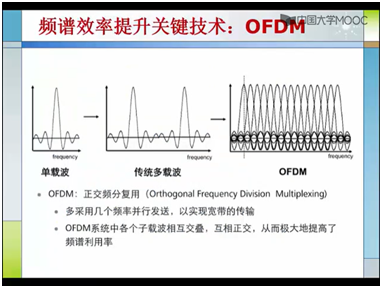 中国大学MOOC
频谱效率提升关键技术：OFDM
frequency
frequency
frequency
单载波
传统多载波
OFDM
OFDM：正交频分复用（Orthogonal Frequency Division Multiplexing)
多采用几个频率并行发送，以实现宽带的传输
OFDM系统中各个子载波相互交叠，互相正交，从而极大地提高了
频谱利用率